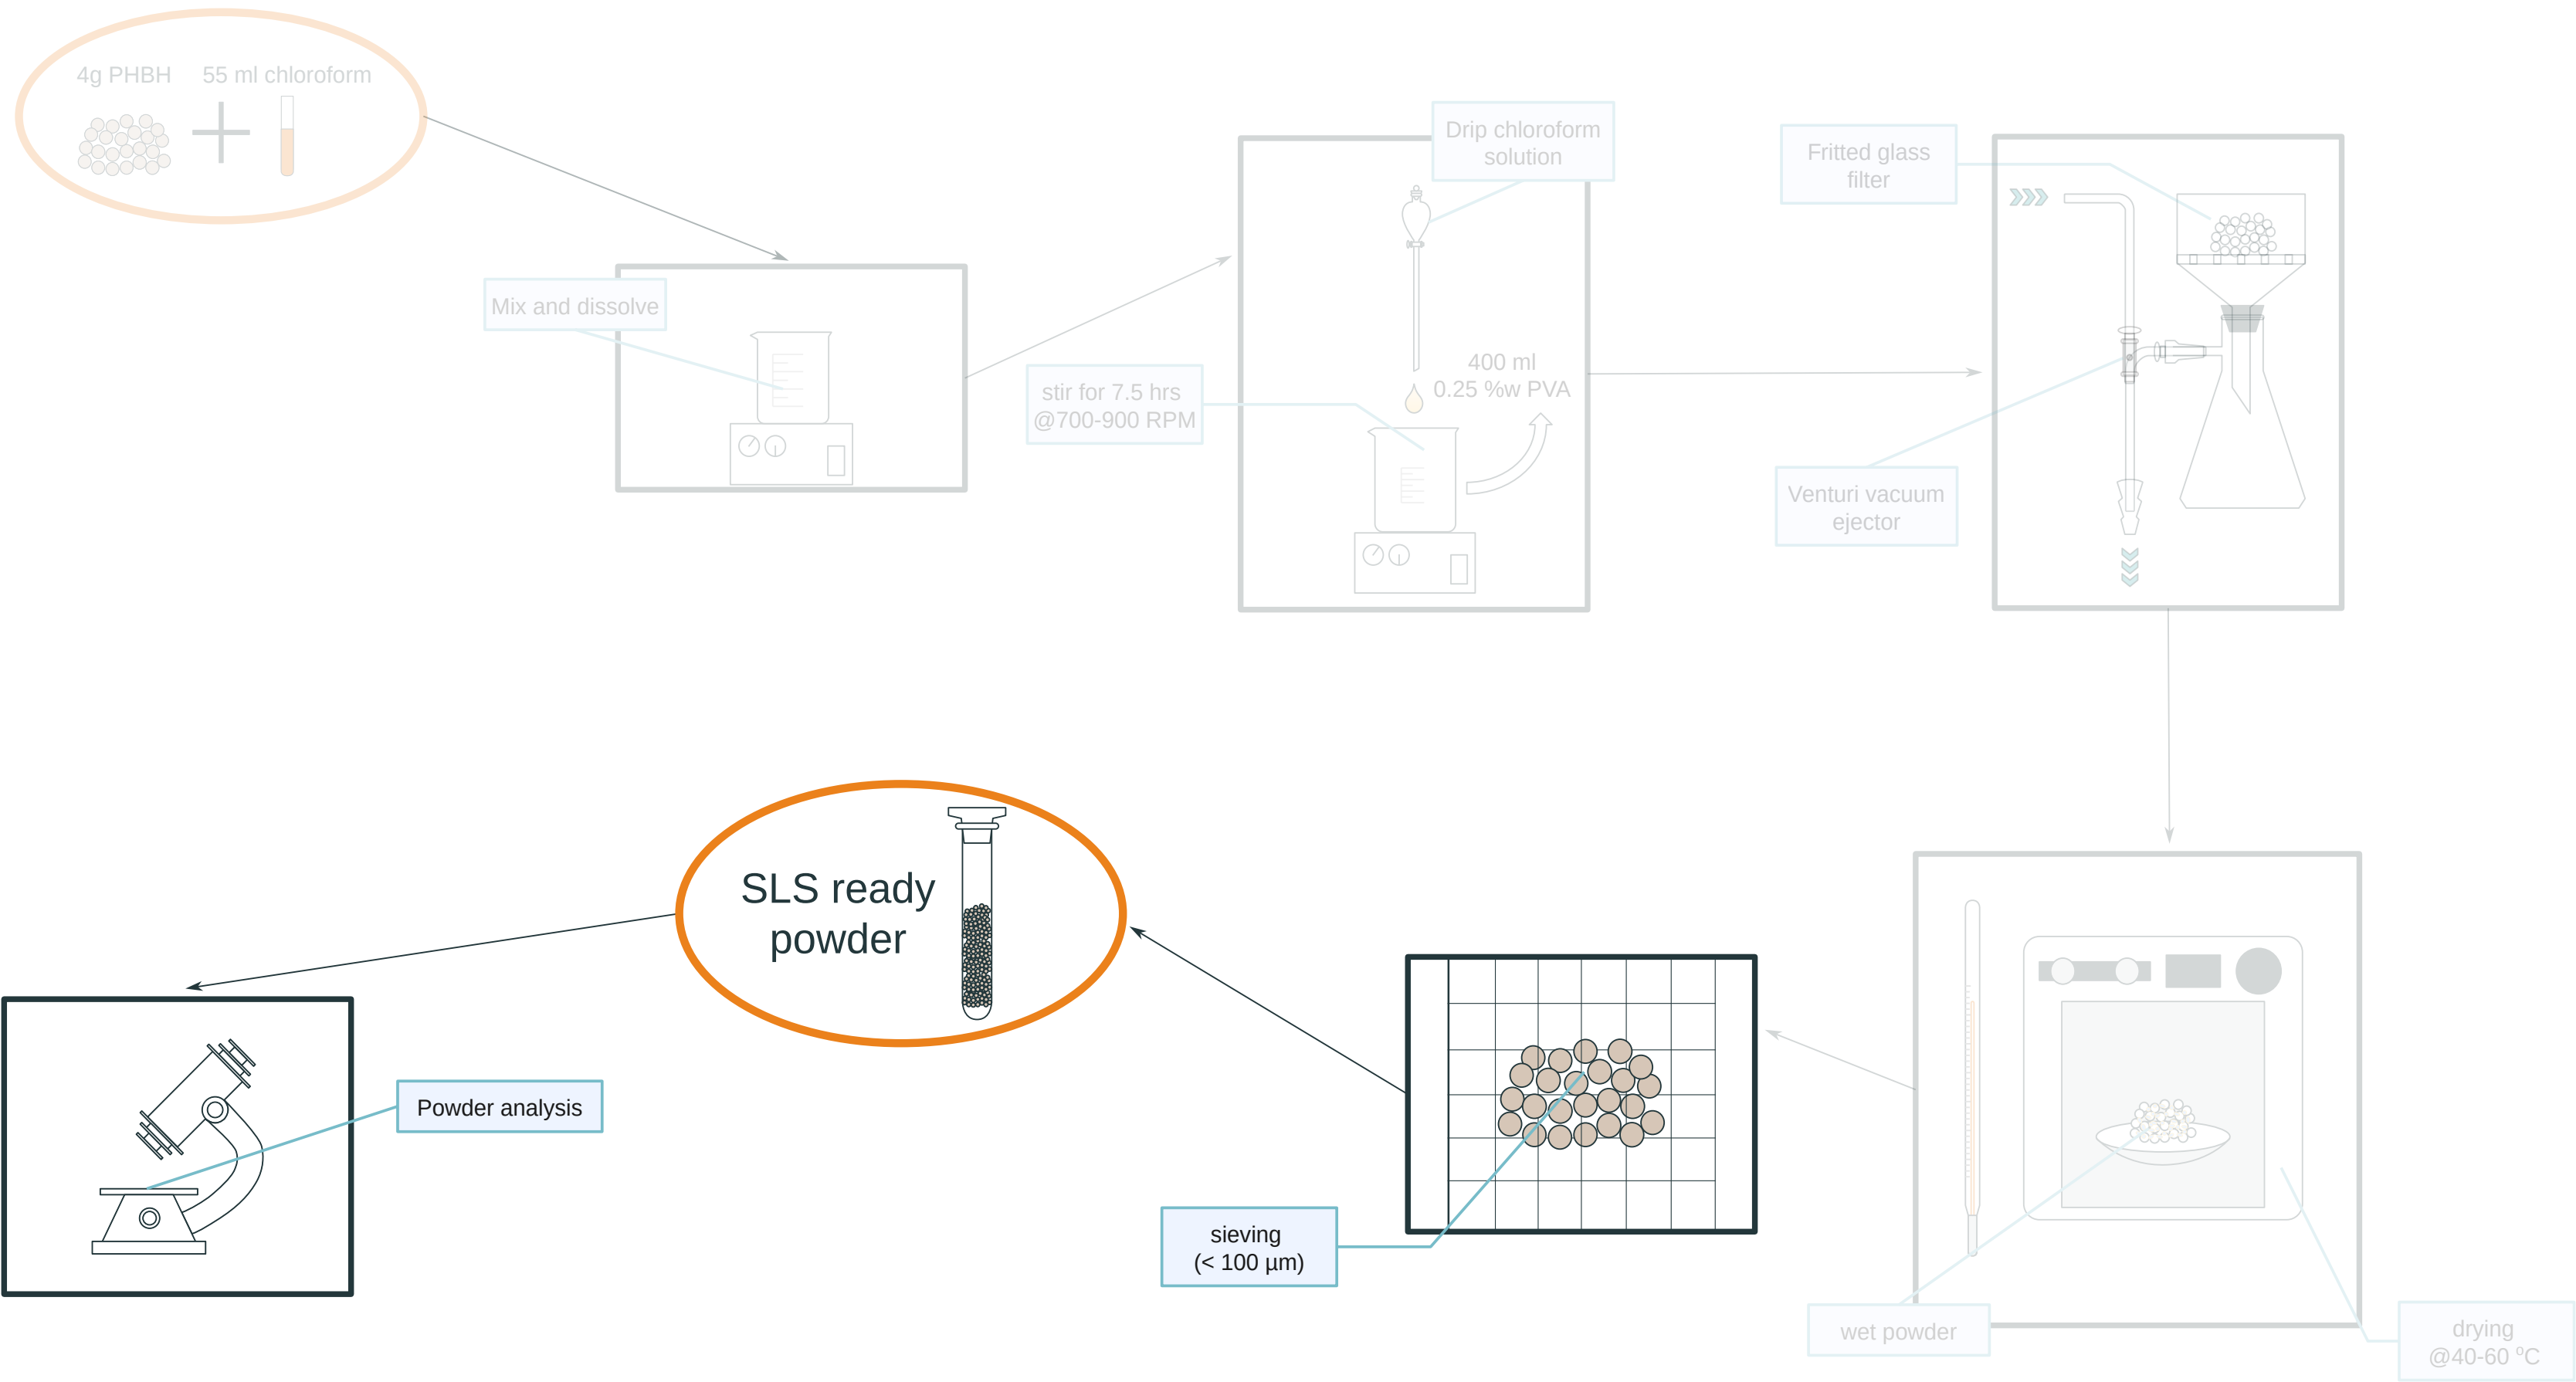 4g PHBH
55 ml chloroform
Mix and dissolve
Drip chloroform
solution
stir for 7.5 hrs
@700-900 RPM
400 ml
0.25 %w PVA
Fritted glass
filter
Venturi vacuum
ejector
wet powder
drying
@40-60 ºC
sieving
(< 100 µm)
SLS ready
powder
Powder analysis